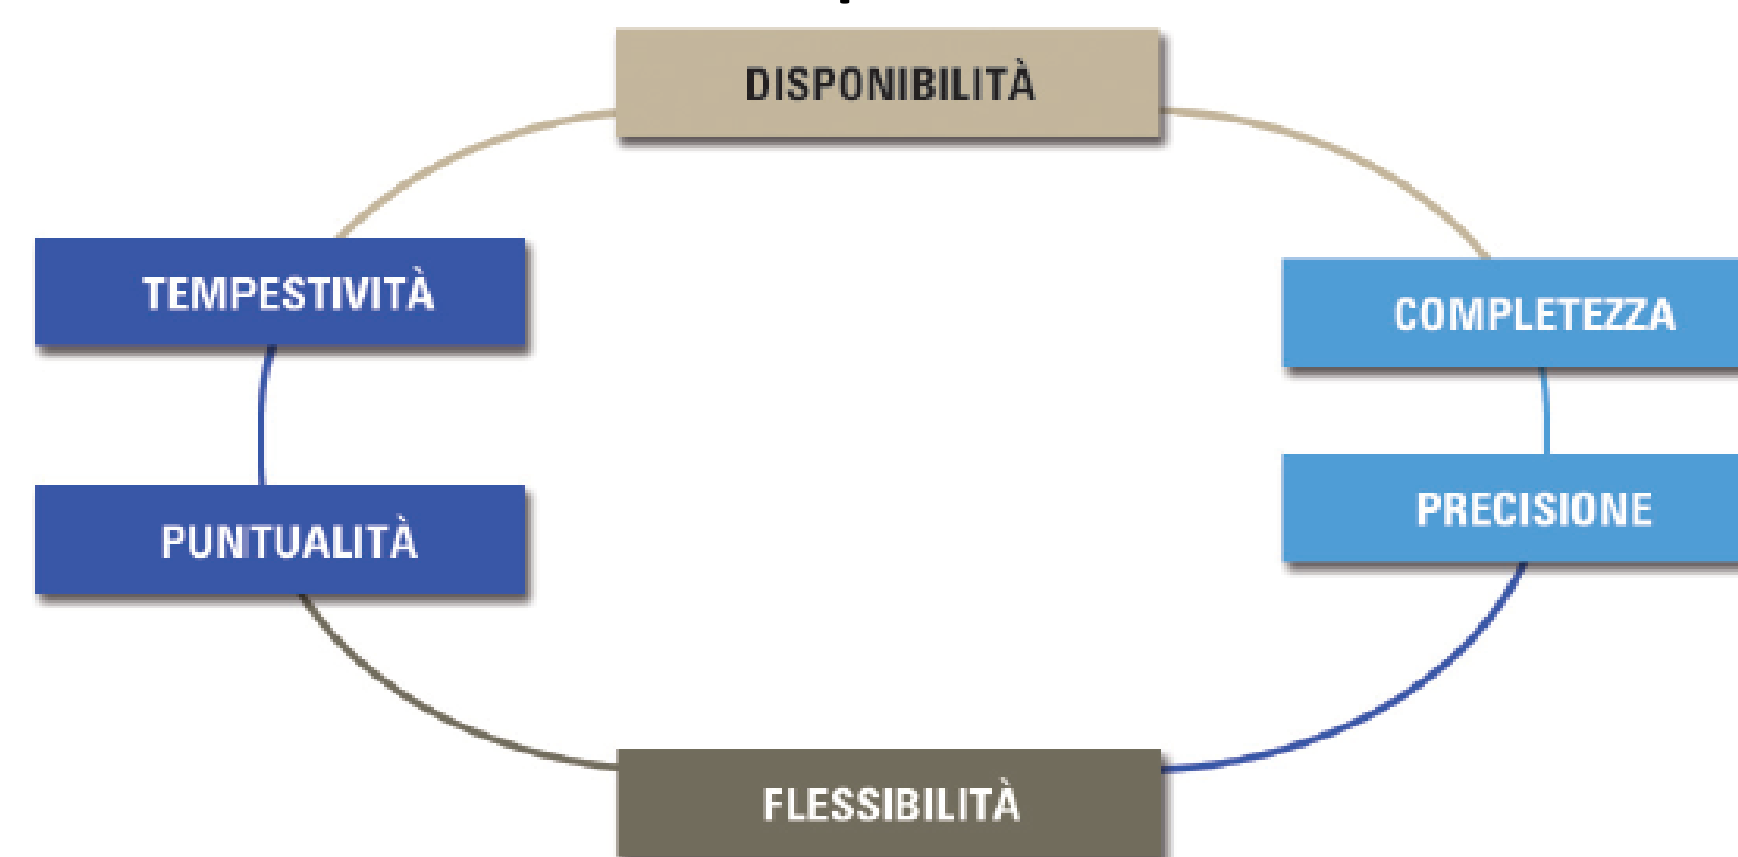 DISPONIBILITÀ
TEMPESTIVITÀ
COMPLETEZZA
PUNTUALITÀ
PRECISIONE
FLESSIBILITÀ